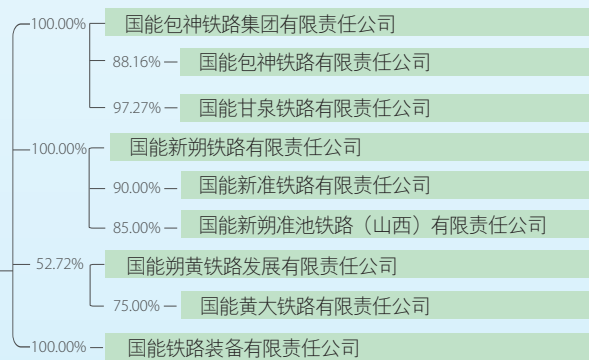 100.00% 国能包神铁路集团有限责任公司
88.16% 国能包神铁路有限责任公司
97.27% 国能甘泉铁路有限责任公司
100.00% 国能新朔铁路有限责任公司
90.00% 国能新准铁路有限责任公司
85.00% 国能新朔准池铁路（山西）有限责任公司
52.72% 国能朔黄铁路发展有限责任公司
75.00% 国能黄大铁路有限责任公司
100.00% 国能铁路装备有限责任公司